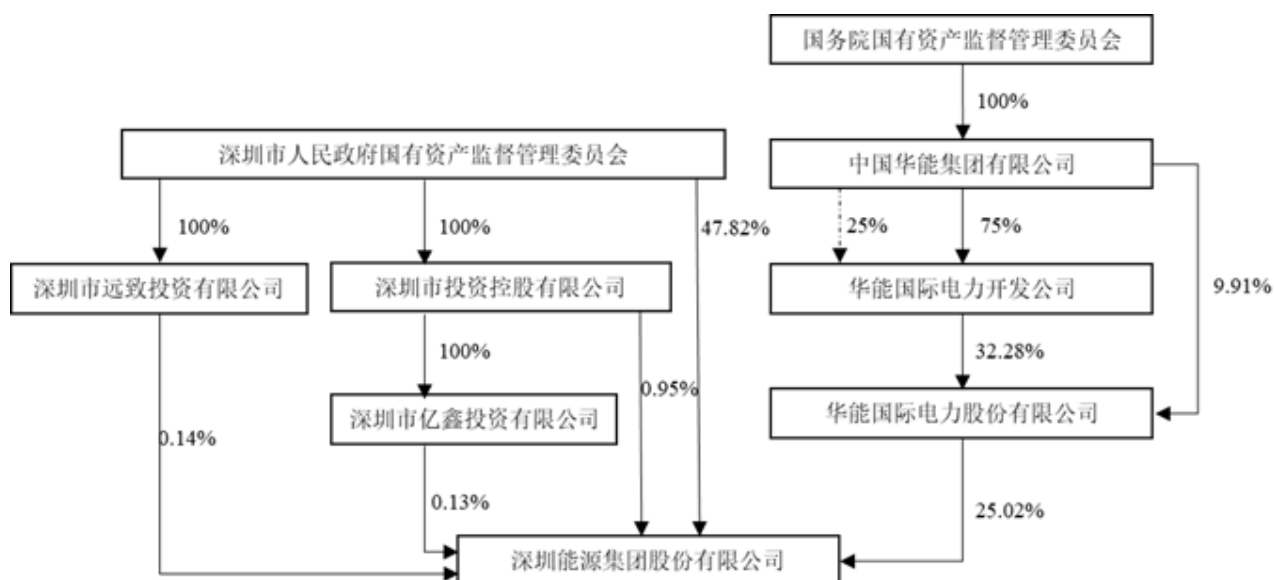 国务院国有资产监督管理委员会
100%
深圳市人民政府国有资产监督管理委员会
中国华能集团有限公司
100%
100%
47.82%
25%
75%
9.91%
深圳市远致投资有限公司
深圳市投资控股有限公司
华能国际电力开发公司
100%
0.95%
32.28%
深圳市亿鑫投资有限公司
华能国际电力股份有限公司
0.14%
0.13%
25.02%
深圳能源集团股份有限公司